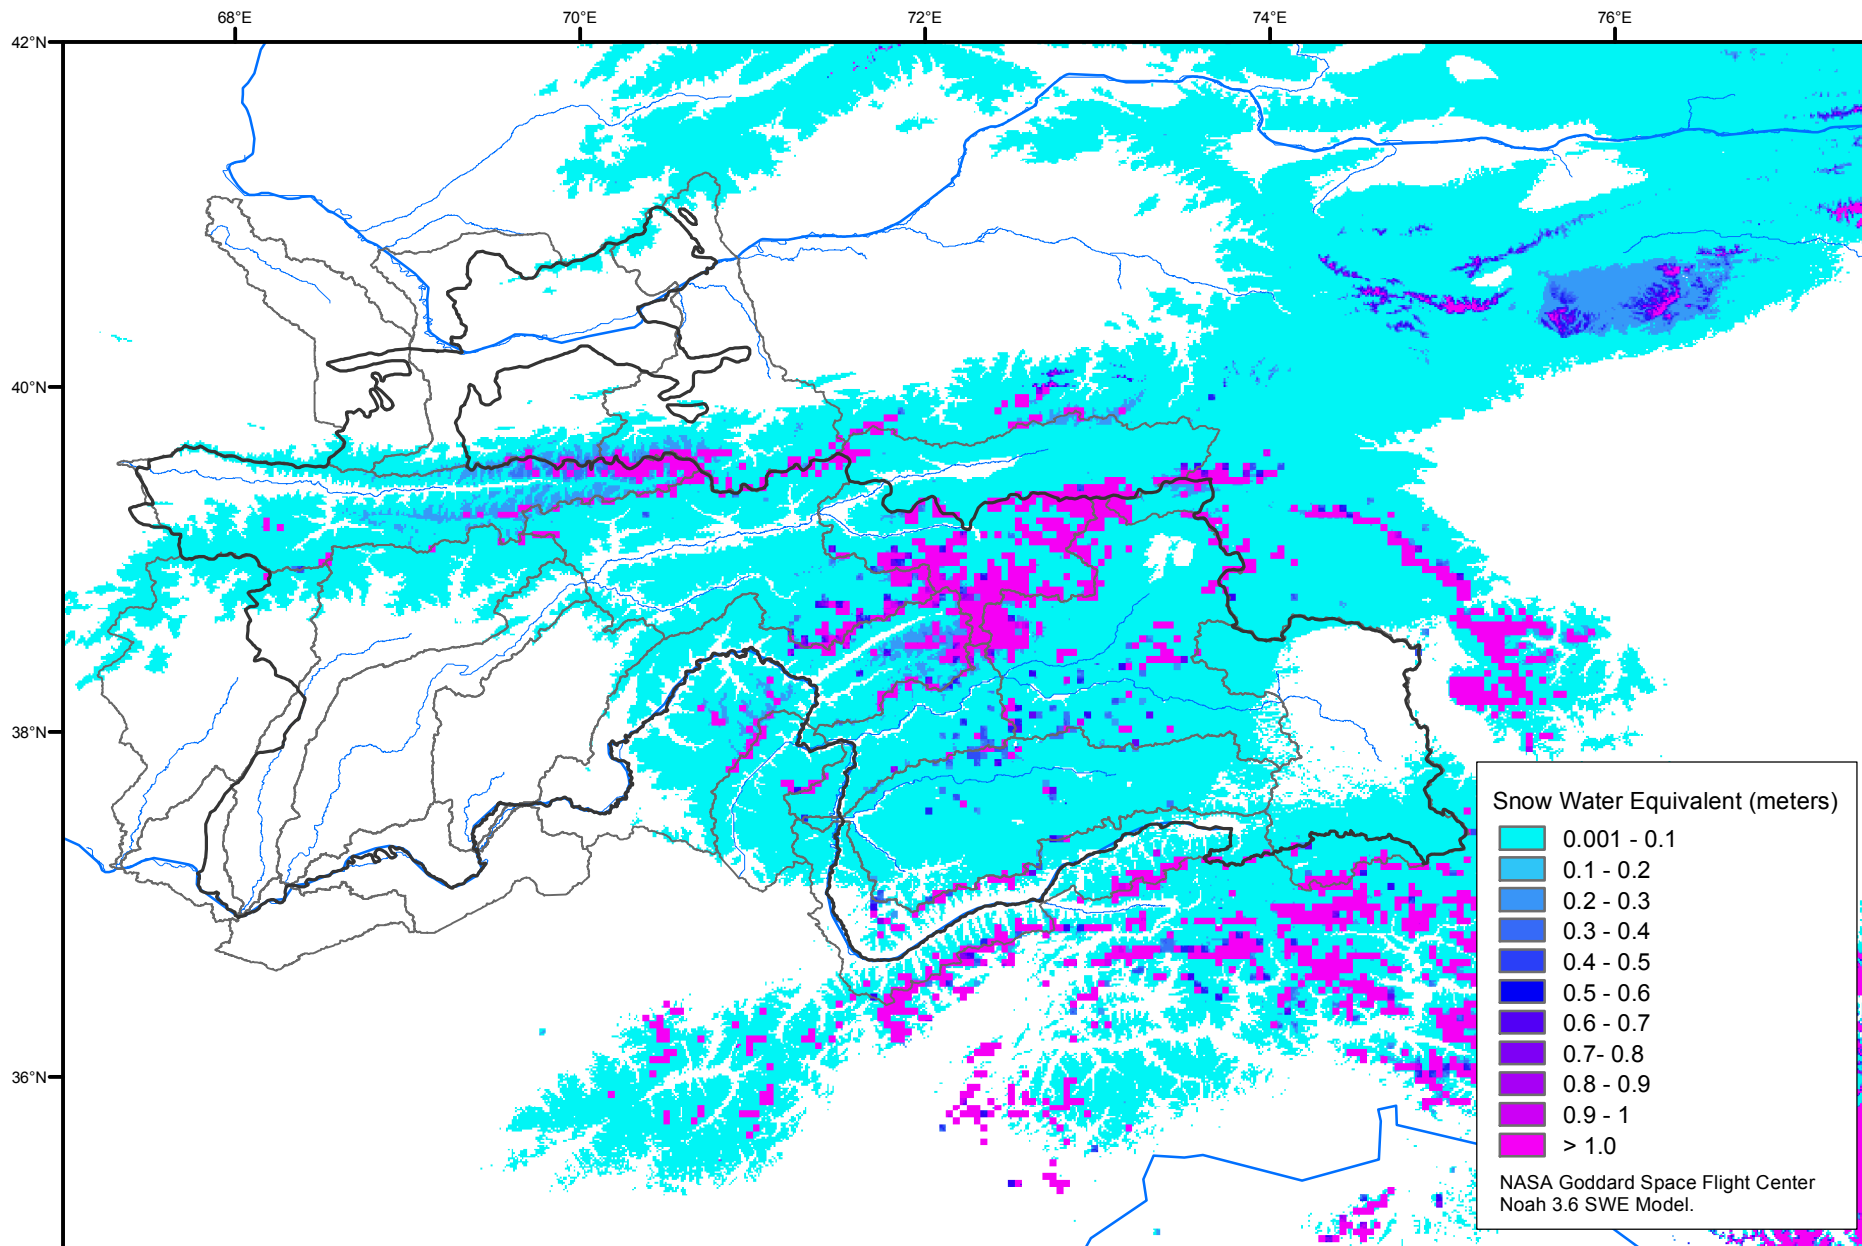 68°E
70°E
72°E
74°E
76°E
42°N
40°N
38°N
36°N
Snow Water Equivalent (meters)
0.001 - 0.1
0.1 - 0.2
0.2 - 0.3
0.3 - 0.4
0.4 - 0.5
0.5 - 0.6
0.6 - 0.7
0.7- 0.8
0.8 - 0.9
0.9 - 1
> 1.0
NASA Goddard Space Flight Center
Noah 3.6 SWE Model.